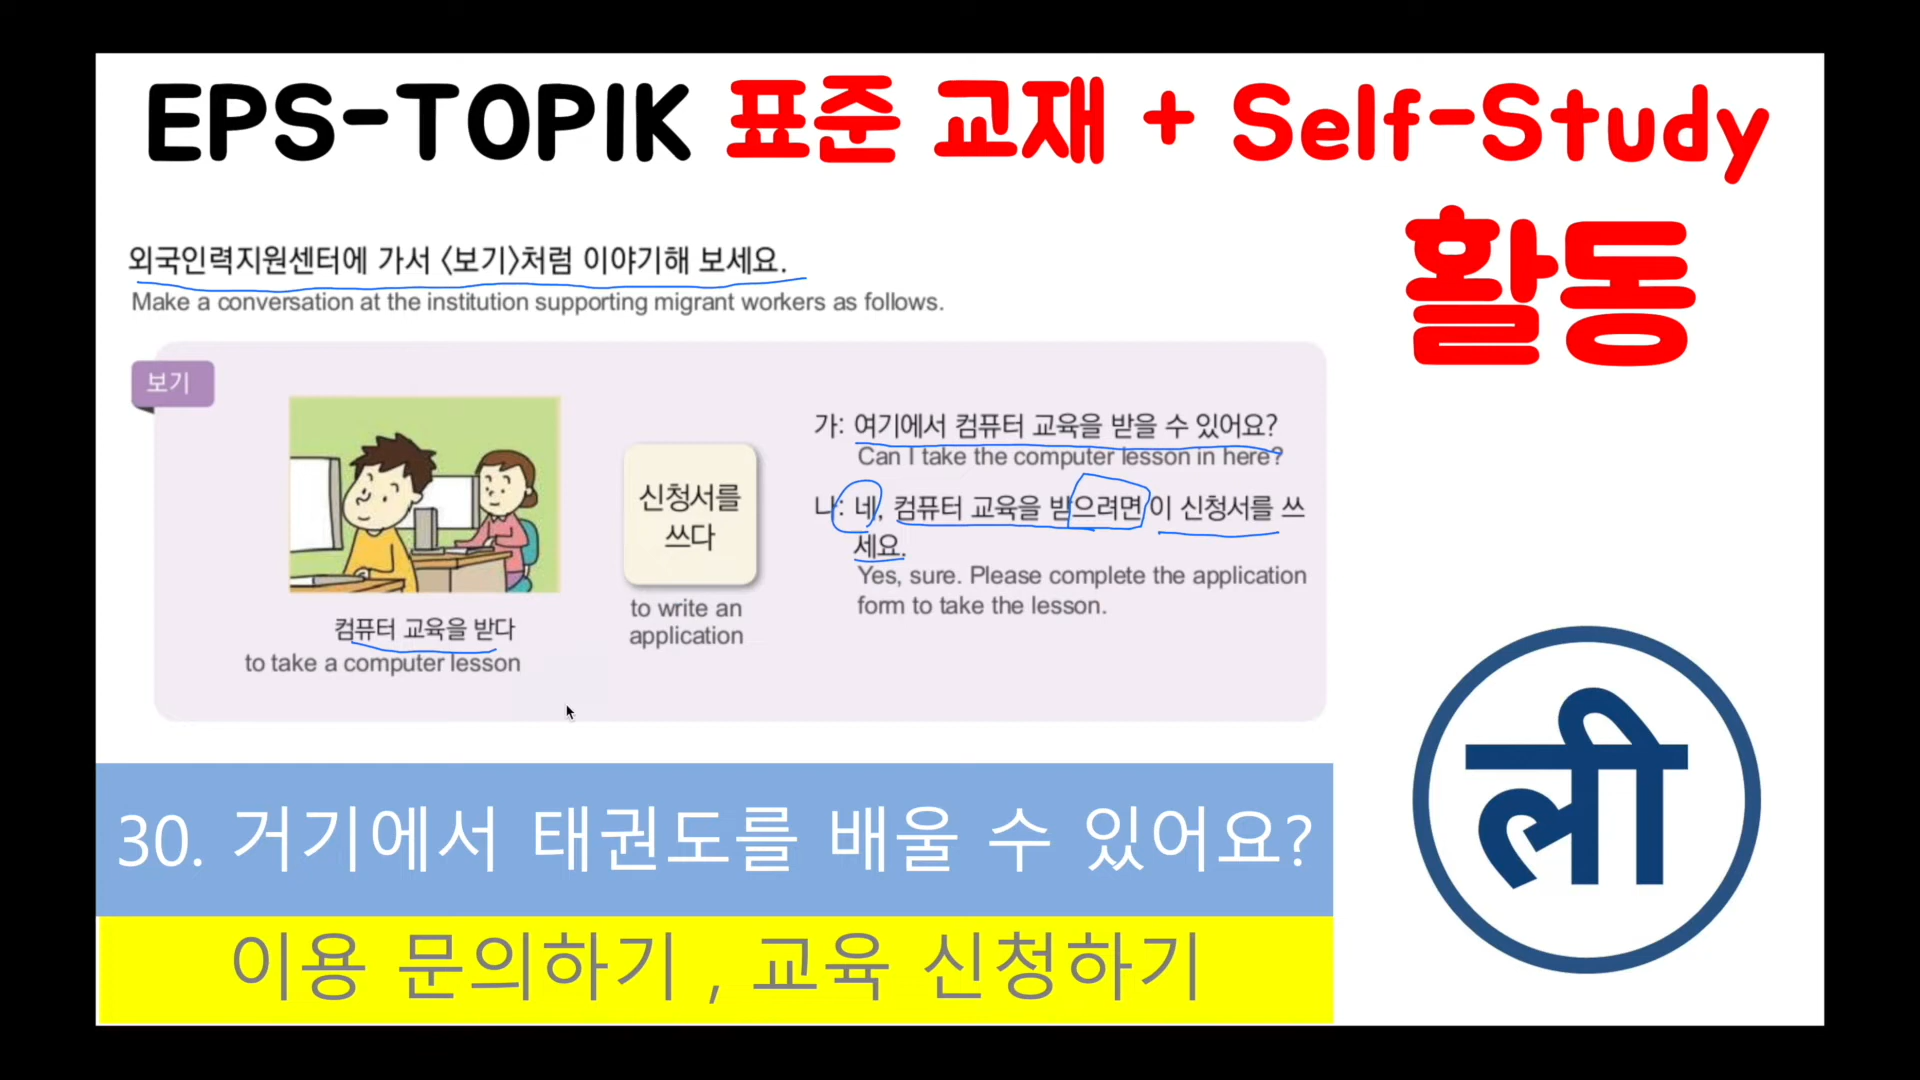 EPS-TOPIK 표준 교재 + Self-Study
활동
외국인력지원센터에 가서 <보기>처럼 이야기해 보세요.
Make a conversation at the institution supporting migrant workers as follows.
보기
신청서를
쓰다
to write an
application
컴퓨터 교육을 받다
to take a computer lesson
가: 여기에서 컴퓨터 교육을 받을 수 있어요?
Can I take the computer lesson in here?
나: 네, 컴퓨터 교육을 받으려면 이 신청서를 쓰
세요.
Yes, sure. Please complete the application
form to take the lesson.
30. 거기에서 태권도를 배울 수 있어요?
이용 문의하기 , 교육 신청하기
ली